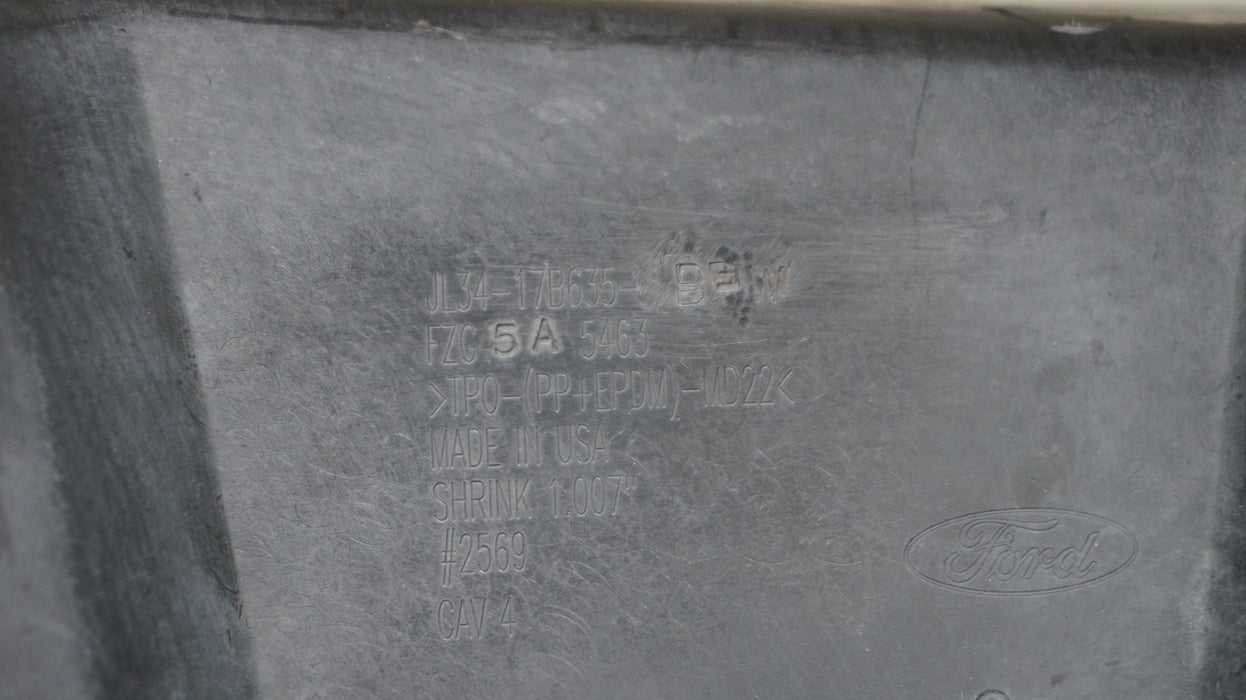 JL34-17B635-BEW
FZC 5A 5463
>TPO-(PP+EPDM)-MD22<
MADE IN USA
SHRINK 1.007"
#2569
CAV 4
Ford